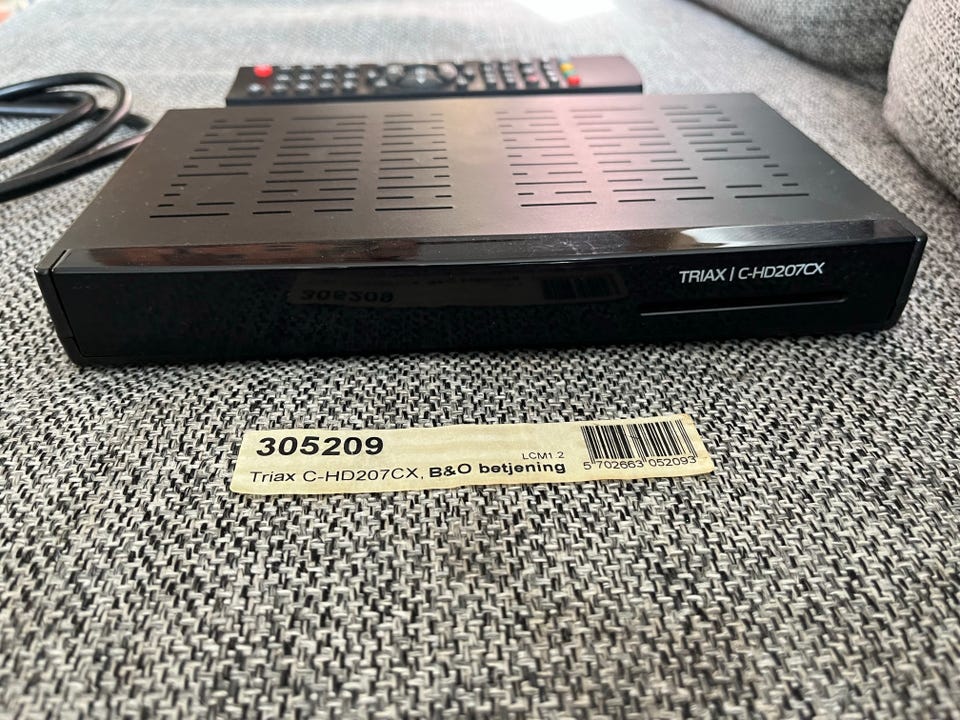 TRIAX | C-HD207CX
305209
LCM1.2
Triax C-HD207CX, B&O betjening
5 702663 052093